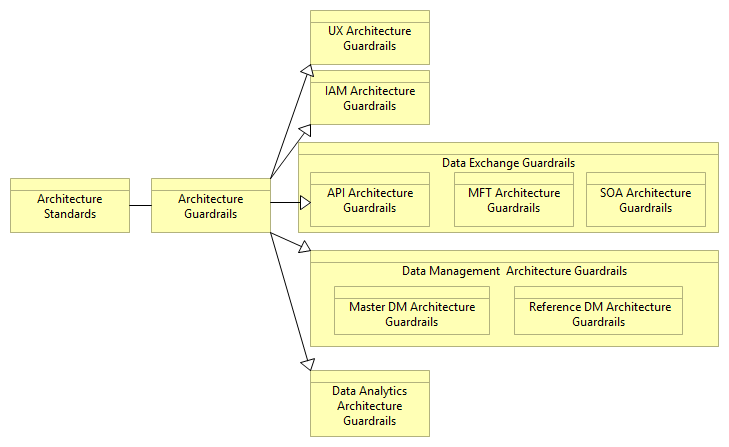 UX Architecture
Guardrails
IAM Architecture
Guardrails
Data Exchange Guardrails
Architecture
Standards
Architecture
Guardrails
API Architecture
Guardrails
MFT Architecture
Guardrails
SOA Architecture
Guardrails
Data Management  Architecture Guardrails
Master DM Architecture
Guardrails
Reference DM Architecture
Guardrails
Data Analytics
Architecture
Guardrails